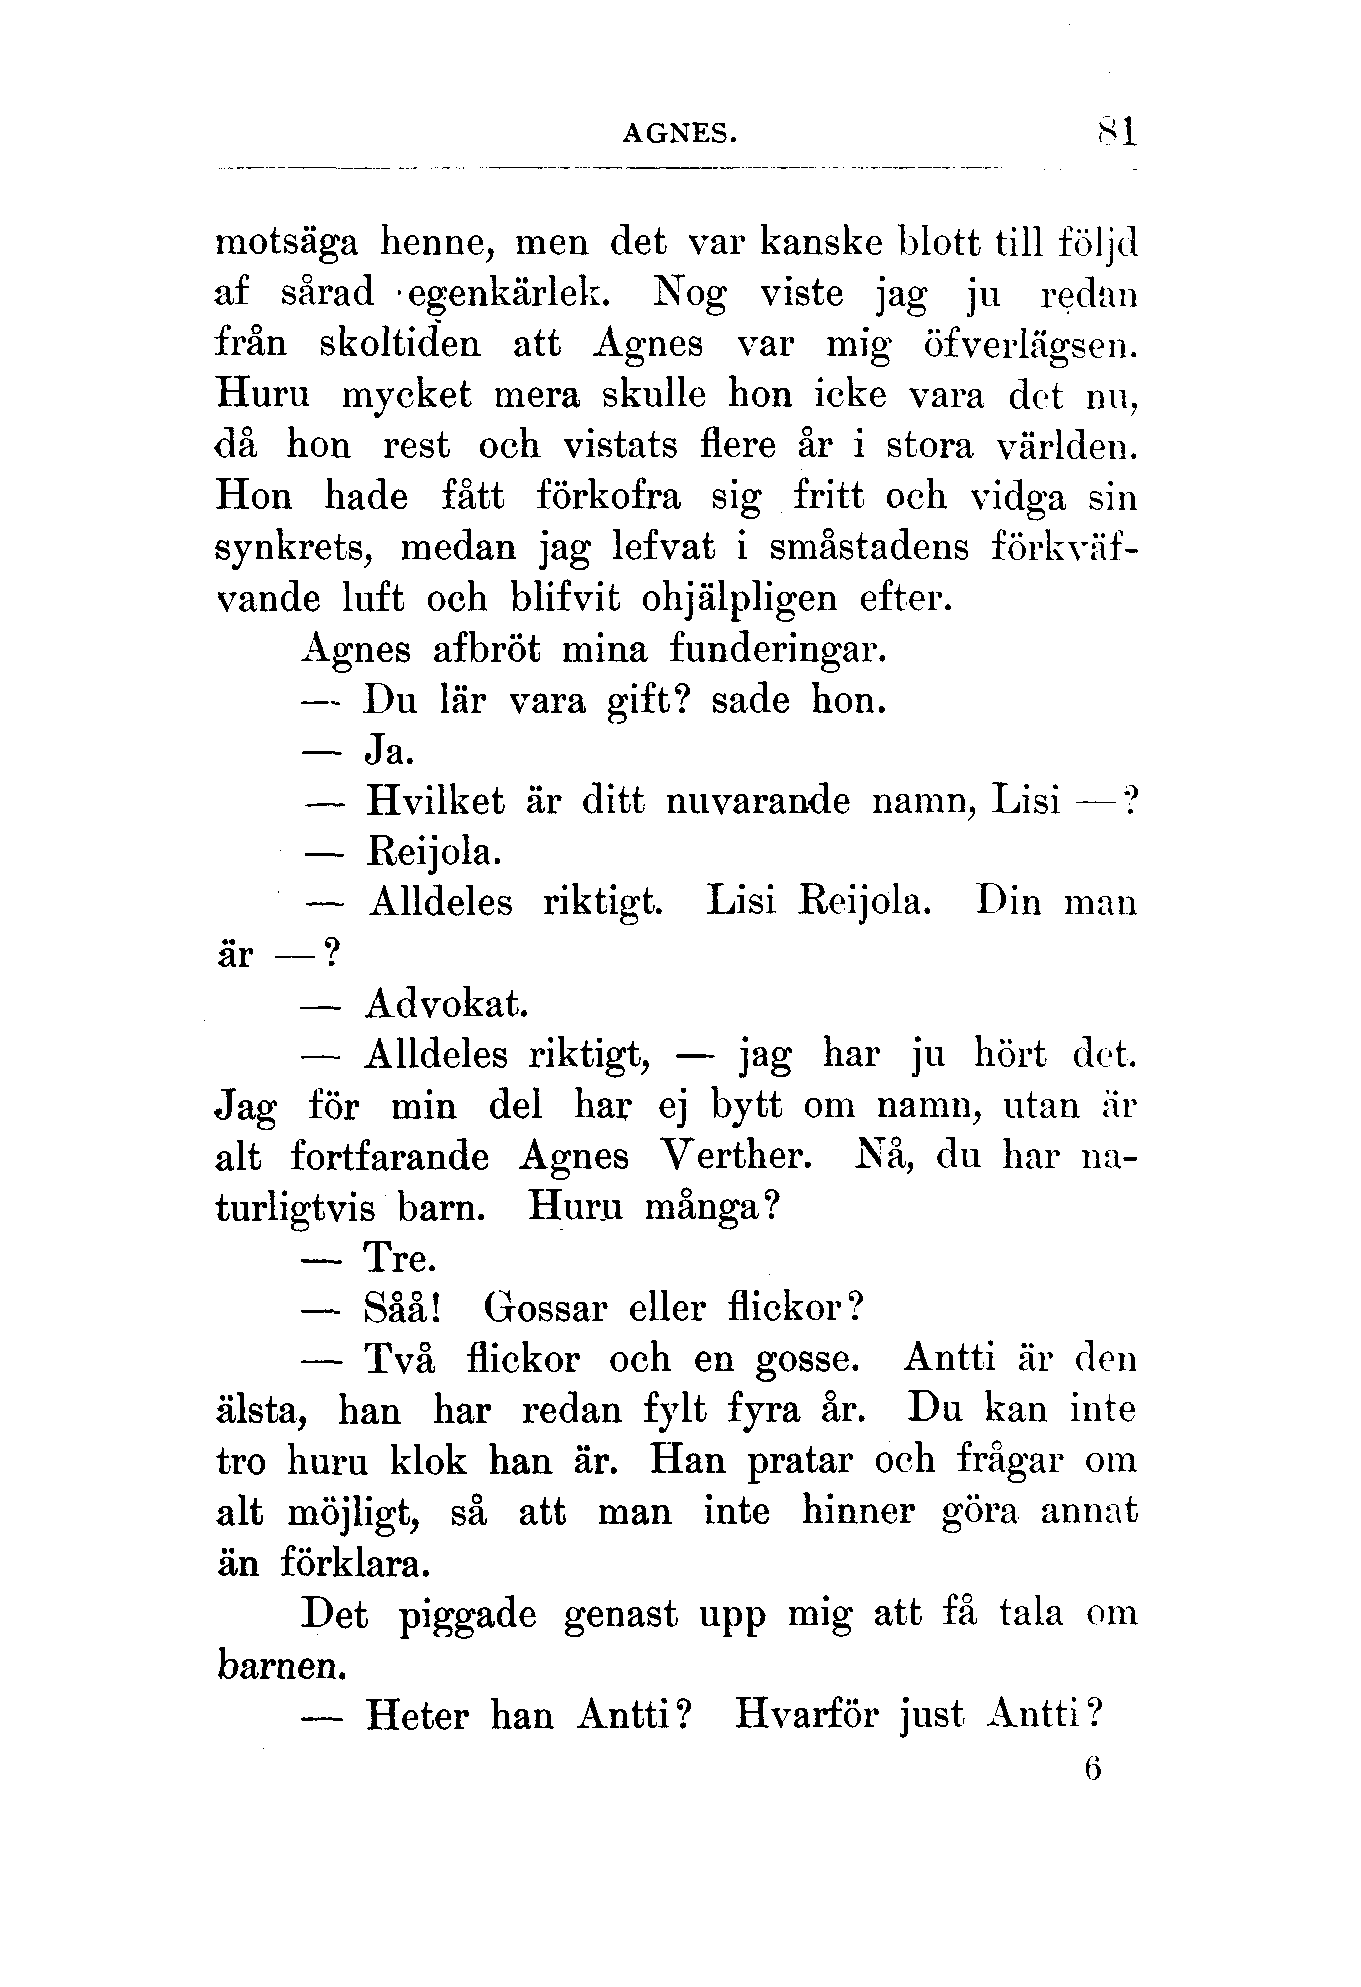 AGNES. 81
motsäga henne, men det var kanske blott till följd
af sårad egenkärlek. Nog viste jag ju redan
från skoltiden att Agnes var mig öfverlägsen.
Huru mycket mera skulle hon icke vara det nu,
då hon rest och vistats flere år i stora världen.
Hon hade fått förkofra sig fritt och vidga sin
synkrets, medan jag lefvat i småstadens förkväf-
vande luft och blifvit ohjälpligen efter.
Agnes afbröt mina funderingar.
— Du lär vara gift? sade hon.
— Ja.
— Hvilket är ditt nuvarande namn, Lisi —?
— Reijola.
— Alldeles riktigt. Lisi Reijola. Din man
är —?
— Advokat.
— Alldeles riktigt, — jag har ju hört det.
Jag för min del har ej bytt om namn, utan är
alt fortfarande Agnes Verther. Nå, du har na-
turligtvis barn. Huru många?
— Tre.
— Såå! Gossar eller flickor?
— Två flickor och en gosse. Antti är den
älsta, han har redan fylt fyra år. Du kan inte
tro huru klok han är. Han pratar och frågar om
alt möjligt, så att man inte hinner göra annat
än förklara.
Det piggade genast upp mig att få tala om
barnen.
— Heter han Antti? Hvarför just Antti?
6